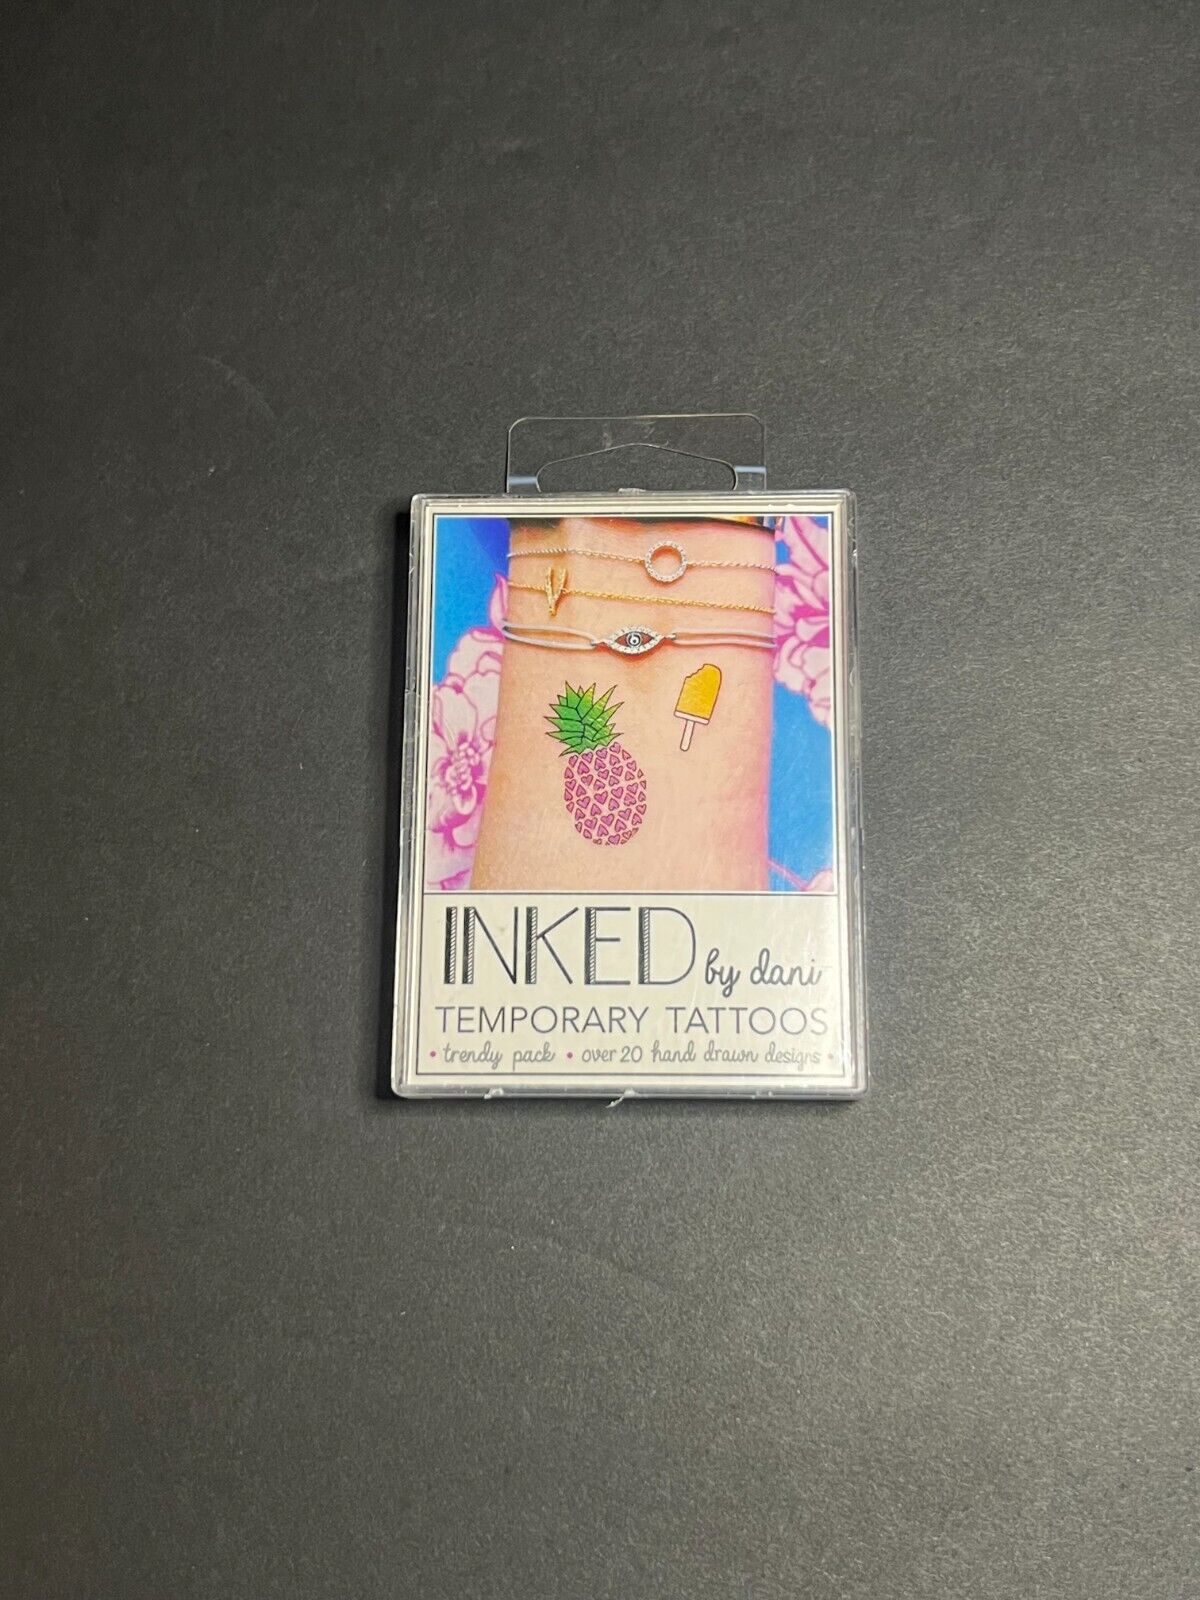 INKED by dani
TEMPORARY TATTOOS
• trendy pack • over 20 hand drawn designs •